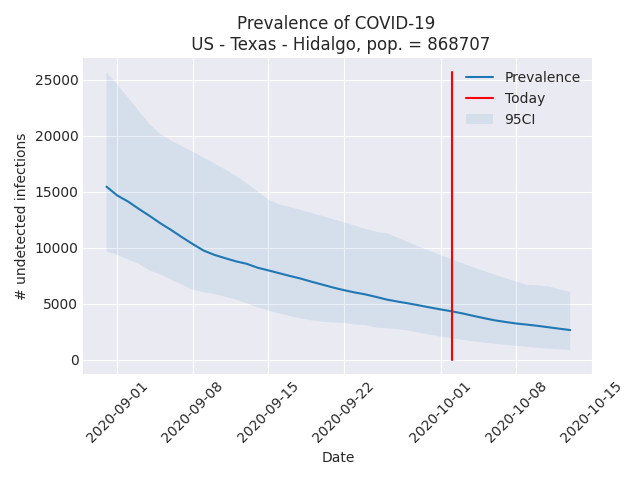 Prevalence of COVID-19
US - Texas - Hidalgo, pop. = 868707
Prevalence
Today
95CI
# undetected infections
25000
20000
15000
10000
5000
0
2020-09-01
2020-09-08
2020-09-15
2020-09-22
2020-10-01
2020-10-08
2020-10-15
Date